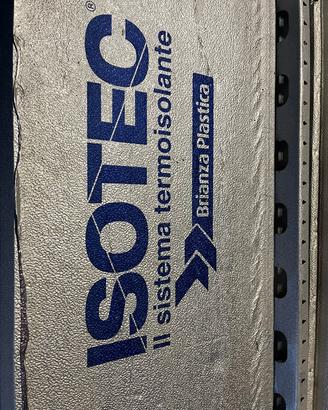 ISOTEC®
Il sistema termoisolante
Brianza Plastica